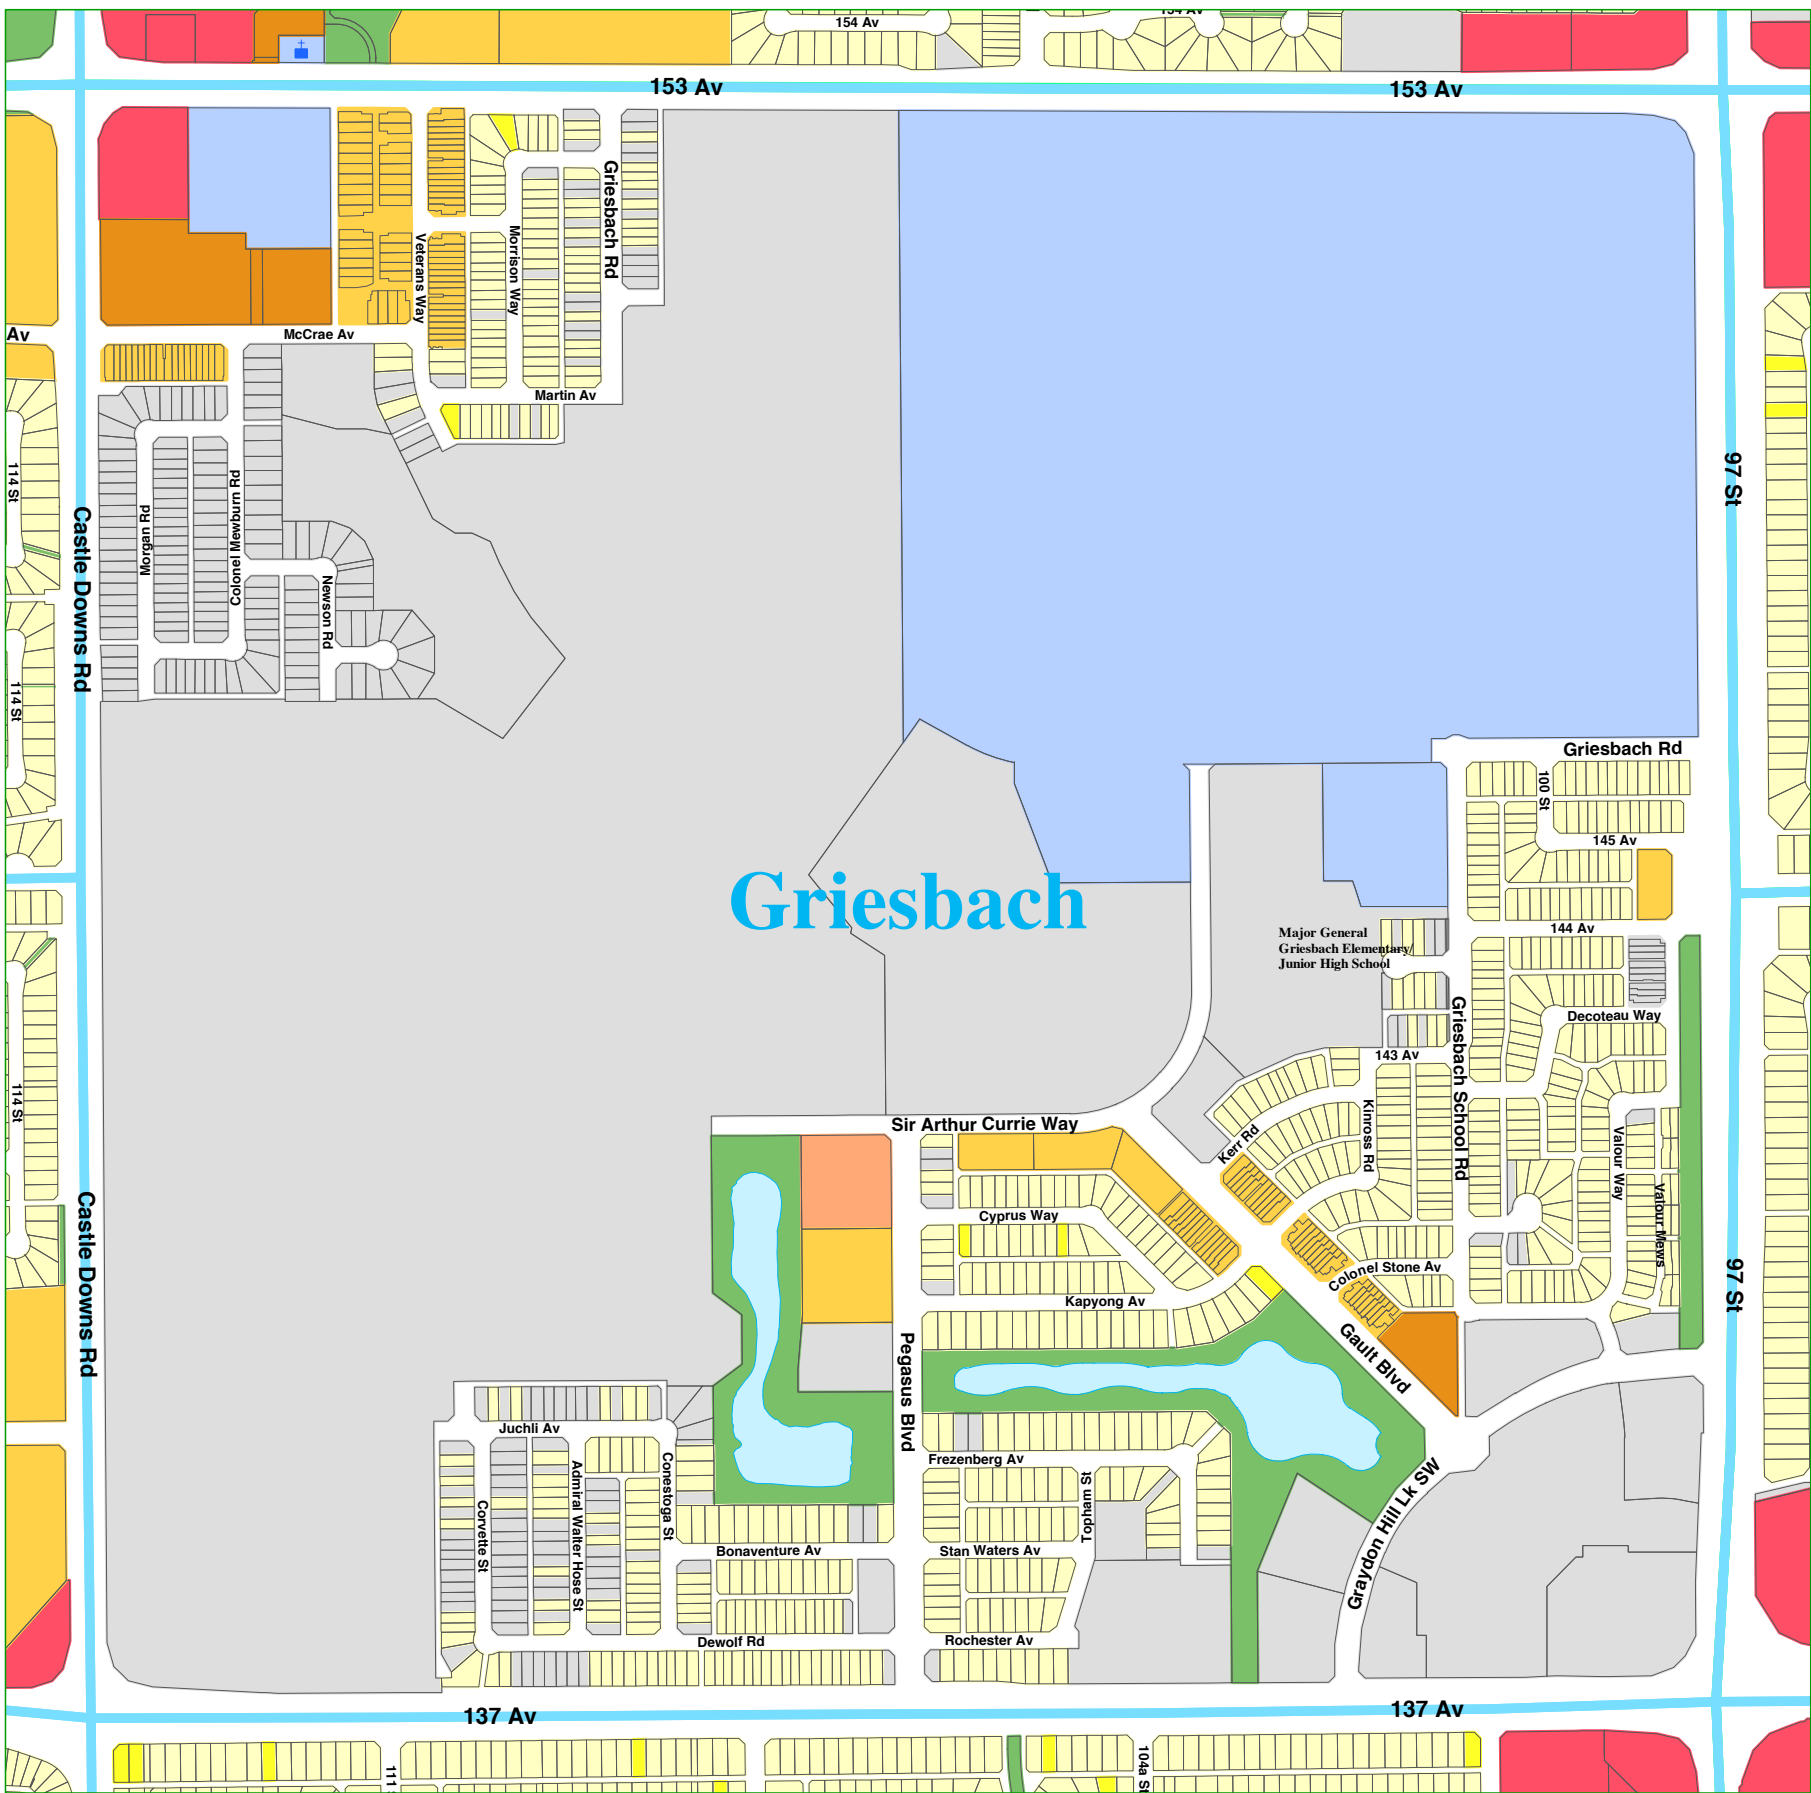 154 Av
154 Av
153 Av
153 Av
Griesbach Rd
Morrison Way
Veterans Way
Av
McCrae Av
Martin Av
97 St
114 St
Castle Downs Rd
Morgan Rd
Colonel Mewburn Rd
Newson Rd
114 St
Griesbach Rd
100 St
145 Av
Griesbach
144 Av
Major General
Griesbach Elementary/
Junior High School
Decoteau Way
Griesbach School Rd
143 Av
114 St
Sir Arthur Currie Way
Kerr Rd
Kinross Rd
Valour Way
Valour Mews
Cyprus Way
Castle Downs Rd
Colonel Stone Av
97 St
Kapyong Av
Gault Blvd
Pegasus Blvd
Juchli Av
Frezenberg Av
Conestoga St
Admiral Walter Hose St
Corvette St
Topham St
Graydon Hill Lk SW
Bonaventure Av
Stan Waters Av
Dewolf Rd
Rochester Av
137 Av
137 Av
111
104a St